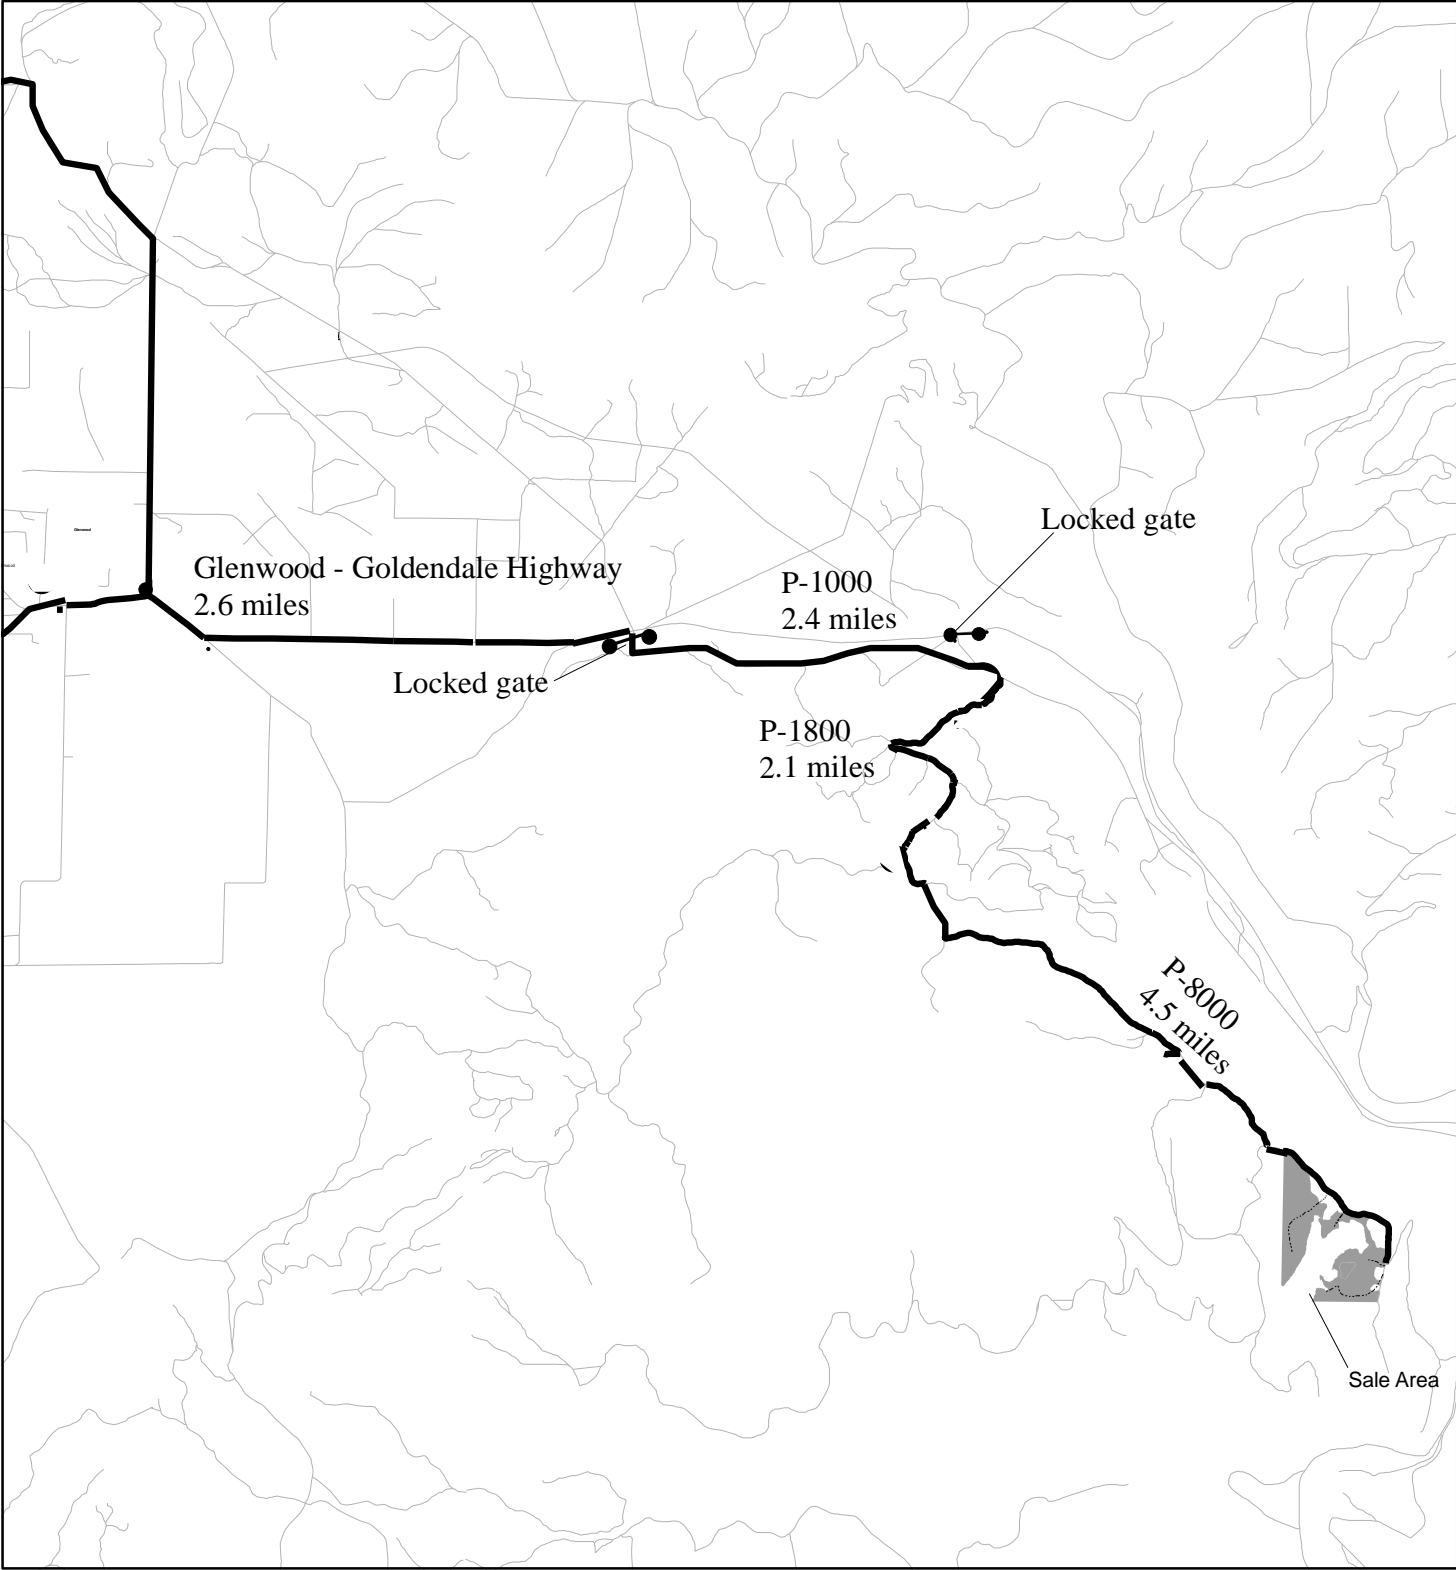 Locked gate
Glenwood
Glenwood - Goldendale Highway
2.6 miles
P-1000
2.4 miles
Locked gate
P-1800
2.1 miles
P-8000
4.5 miles
Sale Area